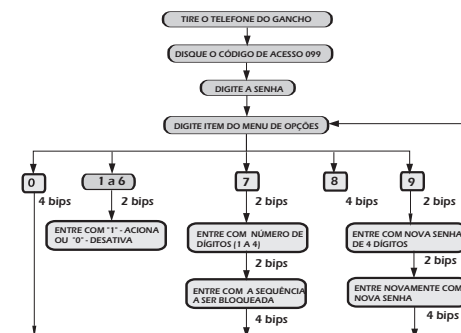 TIRE O TELEFONE DO GANCHO
DISQUE O CÓDIGO DE ACESSO 099
DIGITE A SENHA
DIGITE ITEM DO MENU DE OPÇÕES
0
1 a 6
7
8
9
4 bips
2 bips
2 bips
4 bips
2 bips
ENTRE COM "1" - ACIONA
OU "0" - DESATIVA
ENTRE COM NÚMERO DE
DÍGITOS (1 A 4)
ENTRE COM NOVA SENHA
DE 4 DÍGITOS
2 bips
2 bips
ENTRE COM A SEQUÊNCIA
A SER BLOQUEADA
ENTRE NOVAMENTE COM
NOVA SENHA
4 bips
4 bips